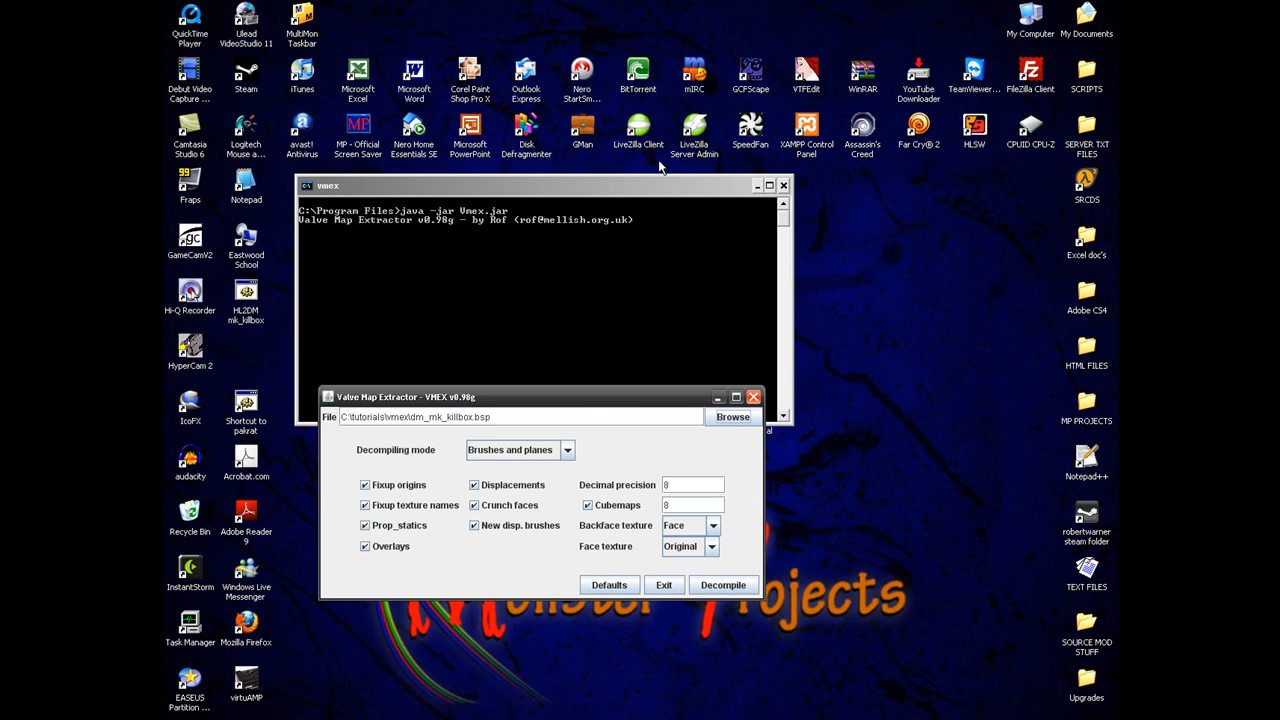 QuickTime Player
Ulead VideoStudio 11
MultiMon Taskbar
My Computer
My Documents
Debut Video Capture ...
Steam
iTunes
Microsoft Excel
Microsoft Word
Corel Paint Shop Pro X
Outlook Express
Nero StartSm...
BitTorrent
mIRC
GCFScape
VTFEdit
WinRAR
YouTube Downloader
TeamViewer...
FileZilla Client
SCRIPTS
Camtasia Studio 6
Logitech Mouse a...
avast! Antivirus
MP - Official Screen Saver
Nero Home Essentials SE
Microsoft PowerPoint
Disk Defragmenter
GMan
LiveZilla Client
LiveZilla Server Admin
SpeedFan
XAMPP Control Panel
Assassin's Creed
Far Cry® 2
HLSW
CPUID CPU-Z
SERVER TXT FILES
99
Fraps
Notepad
SRCDS
GameCamV2
Eastwood School
Excel doc's
Hi-Q Recorder
HL2DM mk_killbox
Adobe CS4
HyperCam 2
HTML FILES
IcoFX
Shortcut to pakrat
MP PROJECTS
audacity
Acrobat.com
Notepad++
Recycle Bin
Adobe Reader 9
robertwarner steam folder
InstantStorm
Windows Live Messenger
TEXT FILES
Task Manager
Mozilla Firefox
SOURCE MOD STUFF
EASEUS Partition ...
virtuAMP
Upgrades
vmex
C:\Program Files>java -jar Vmex.jar
Valve Map Extractor v0.98g - by Rof (rof@mellish.org.uk)
Valve Map Extractor - VMEX v0.98g
File C:\tutorials\vmex\dm_mk_killbox.bsp Browse
Decompiling mode Brushes and planes
Fixup origins Displacements Decimal precision 8
Fixup texture names Crunch faces Cubemaps 8
Prop_statics New disp. brushes Backface texture Face
Overlays Face texture Original
Defaults Exit Decompile
Projects